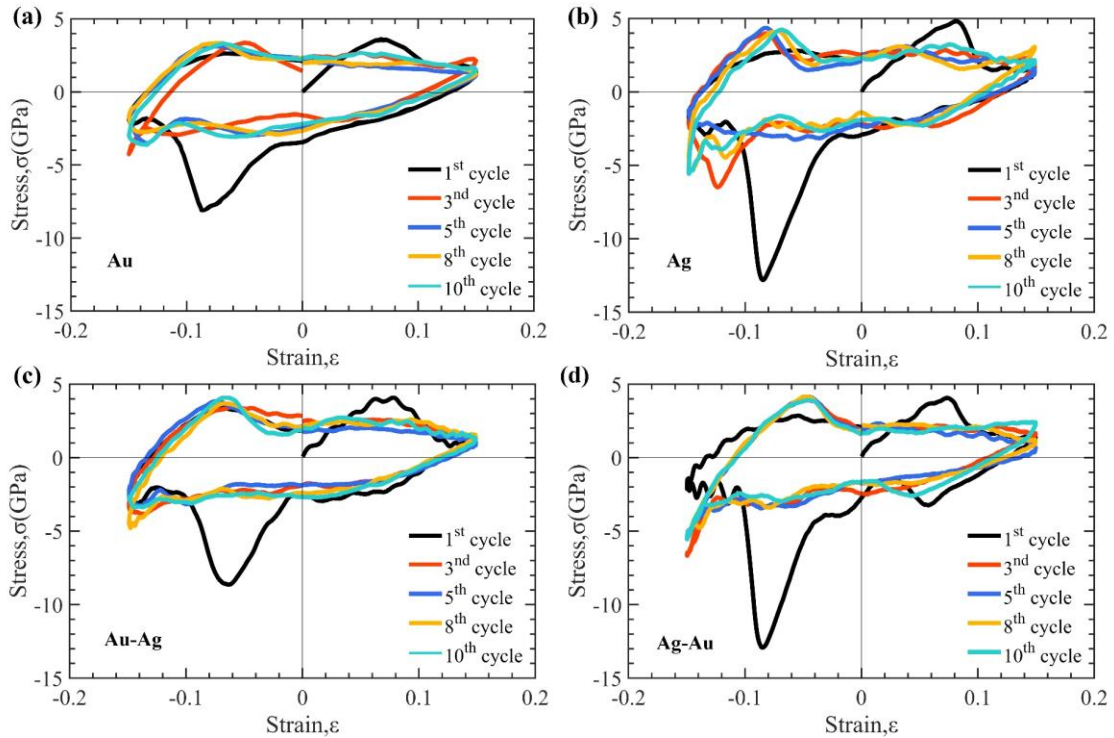 (a)
5
0
-5
-10
-15
Stress,σ(GPa)
1st cycle
3nd cycle
5th cycle
8th cycle
10th cycle
Au
-0.2
-0.1
0
0.1
0.2
Strain,ε
(b)
5
0
-5
-10
-15
Stress,σ(GPa)
1st cycle
3nd cycle
5th cycle
8th cycle
10th cycle
Ag
-0.2
-0.1
0
0.1
0.2
Strain,ε
(c)
5
0
-5
-10
-15
Stress,σ(GPa)
1st cycle
3nd cycle
5th cycle
8th cycle
10th cycle
Au-Ag
-0.2
-0.1
0
0.1
0.2
Strain,ε
(d)
5
0
-5
-10
-15
Stress,σ(GPa)
1st cycle
3nd cycle
5th cycle
8th cycle
10th cycle
Ag-Au
-0.2
-0.1
0
0.1
0.2
Strain,ε